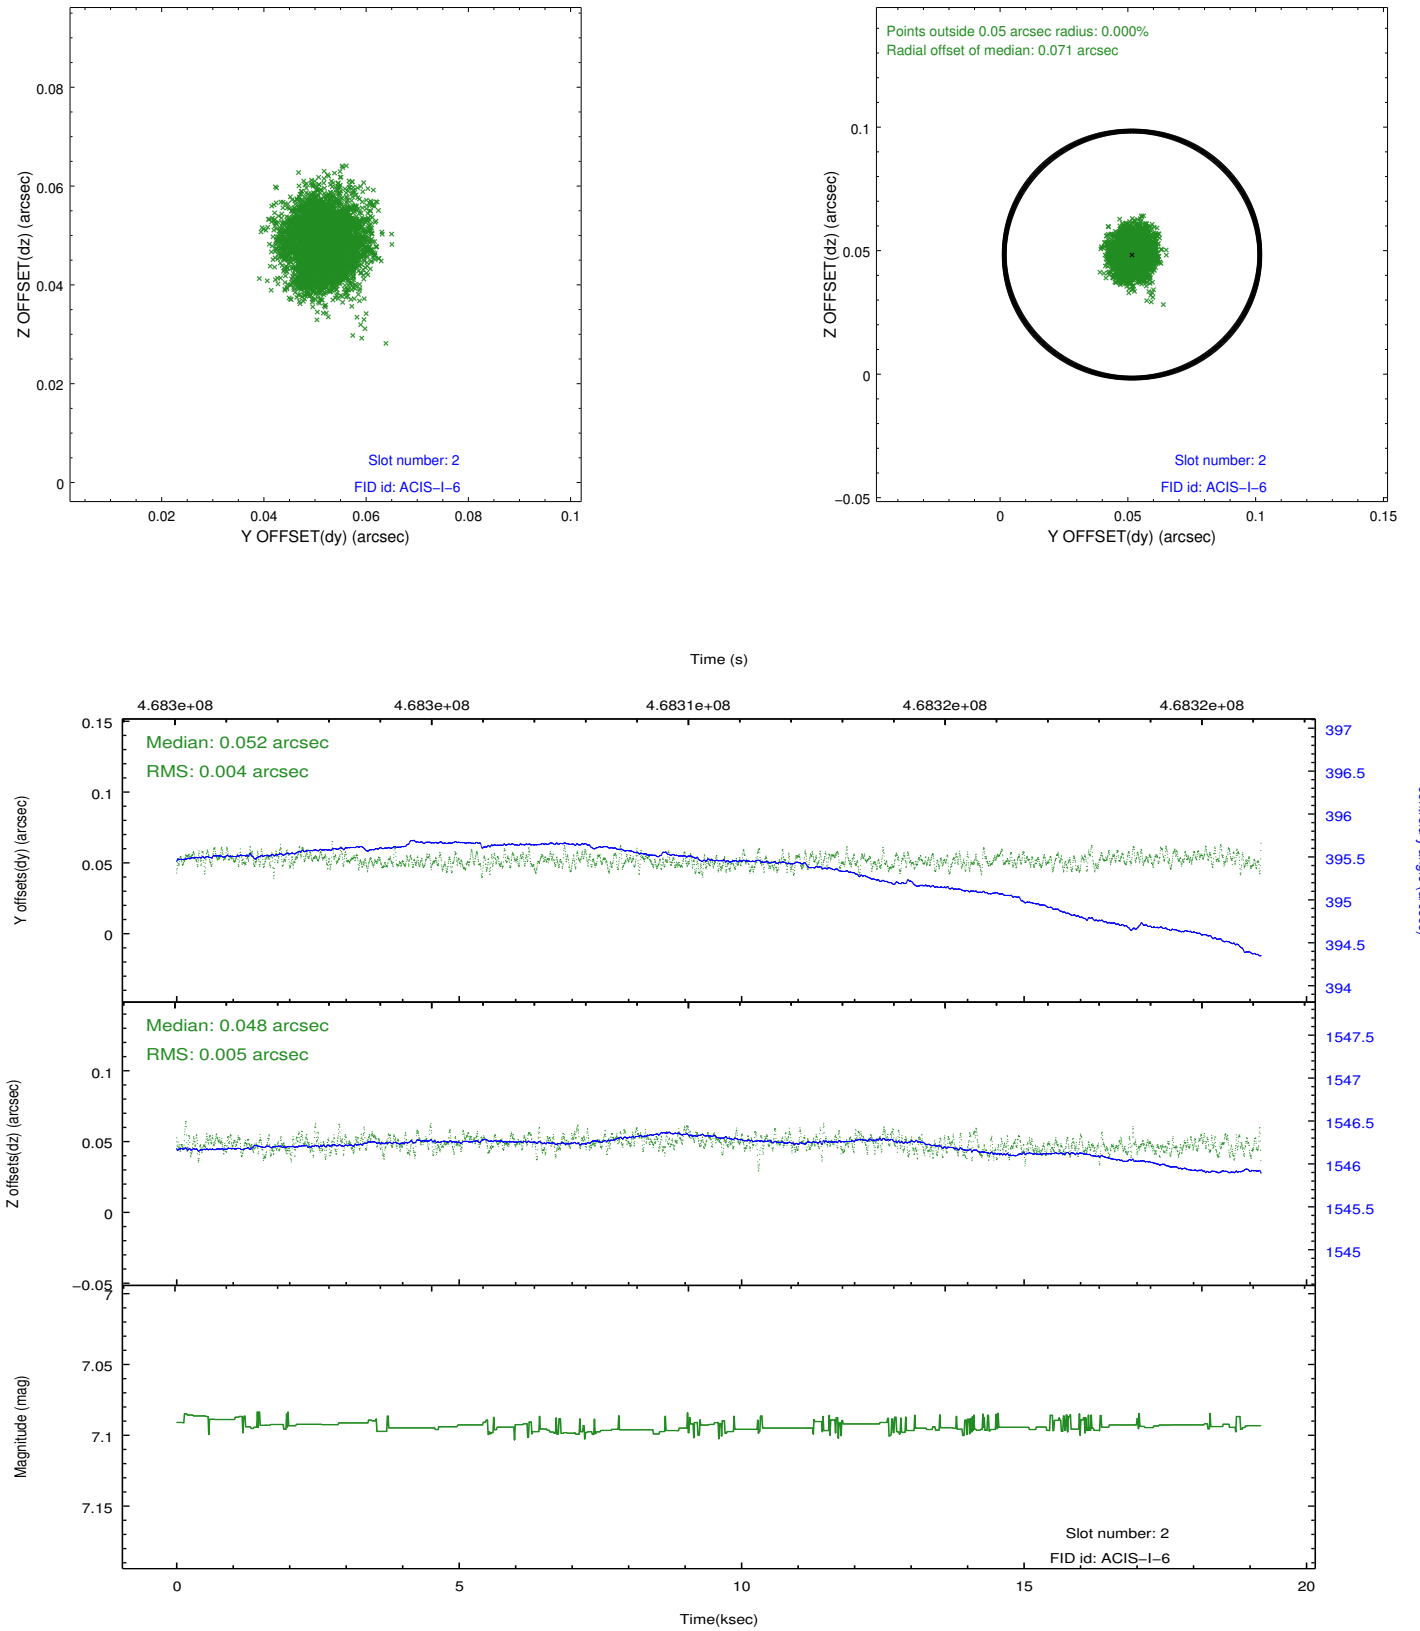 0.08
0.06
0.04
0.02
0
Z OFFSET(dz) (arcsec)
Slot number: 2
FID id: ACIS−I−6
0.02 0.04 0.06 0.08 0.1
Y OFFSET(dy) (arcsec)
Points outside 0.05 arcsec radius: 0.000%
Radial offset of median: 0.071 arcsec
0.1
0.05
0
−0.05
Z OFFSET(dz) (arcsec)
Slot number: 2
FID id: ACIS−I−6
0 0.05 0.1 0.15
Y OFFSET(dy) (arcsec)
Time (s)
4.683e+08 4.683e+08 4.6831e+08 4.6832e+08 4.6832e+08
Median: 0.052 arcsec
RMS: 0.004 arcsec
0.15
0.1
0.05
0
Y offsets(dy) (arcsec)
397
396.5
396
395.5
395
394.5
394
Median: 0.048 arcsec
RMS: 0.005 arcsec
0.1
0.05
0
−0.05
Z offsets(dz) (arcsec)
1547.5
1547
1546.5
1546
1545.5
1545
7
7.05
7.1
7.15
Magnitude (mag)
Slot number: 2
FID id: ACIS−I−6
0 5 10 15 20
Time(ksec)